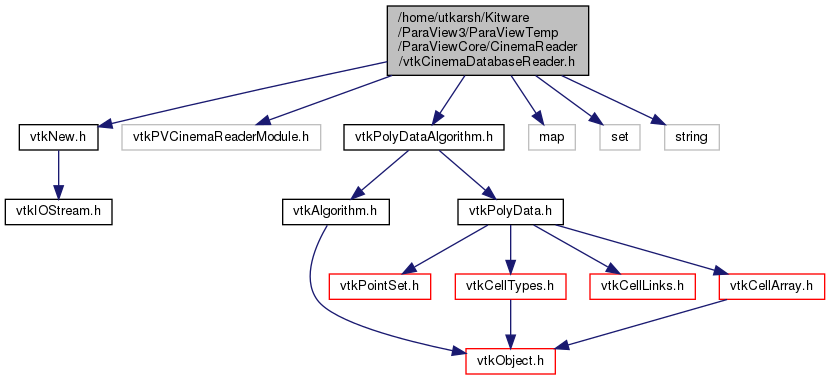 /home/utkarsh/Kitware
/ParaView3/ParaViewTemp
/ParaViewCore/CinemaReader
/vtkCinemaDatabaseReader.h
vtkNew.h
vtkPVCinemaReaderModule.h
vtkPolyDataAlgorithm.h
map
set
string
vtkIOStream.h
vtkAlgorithm.h
vtkPolyData.h
vtkPointSet.h
vtkCellTypes.h
vtkCellLinks.h
vtkCellArray.h
vtkObject.h